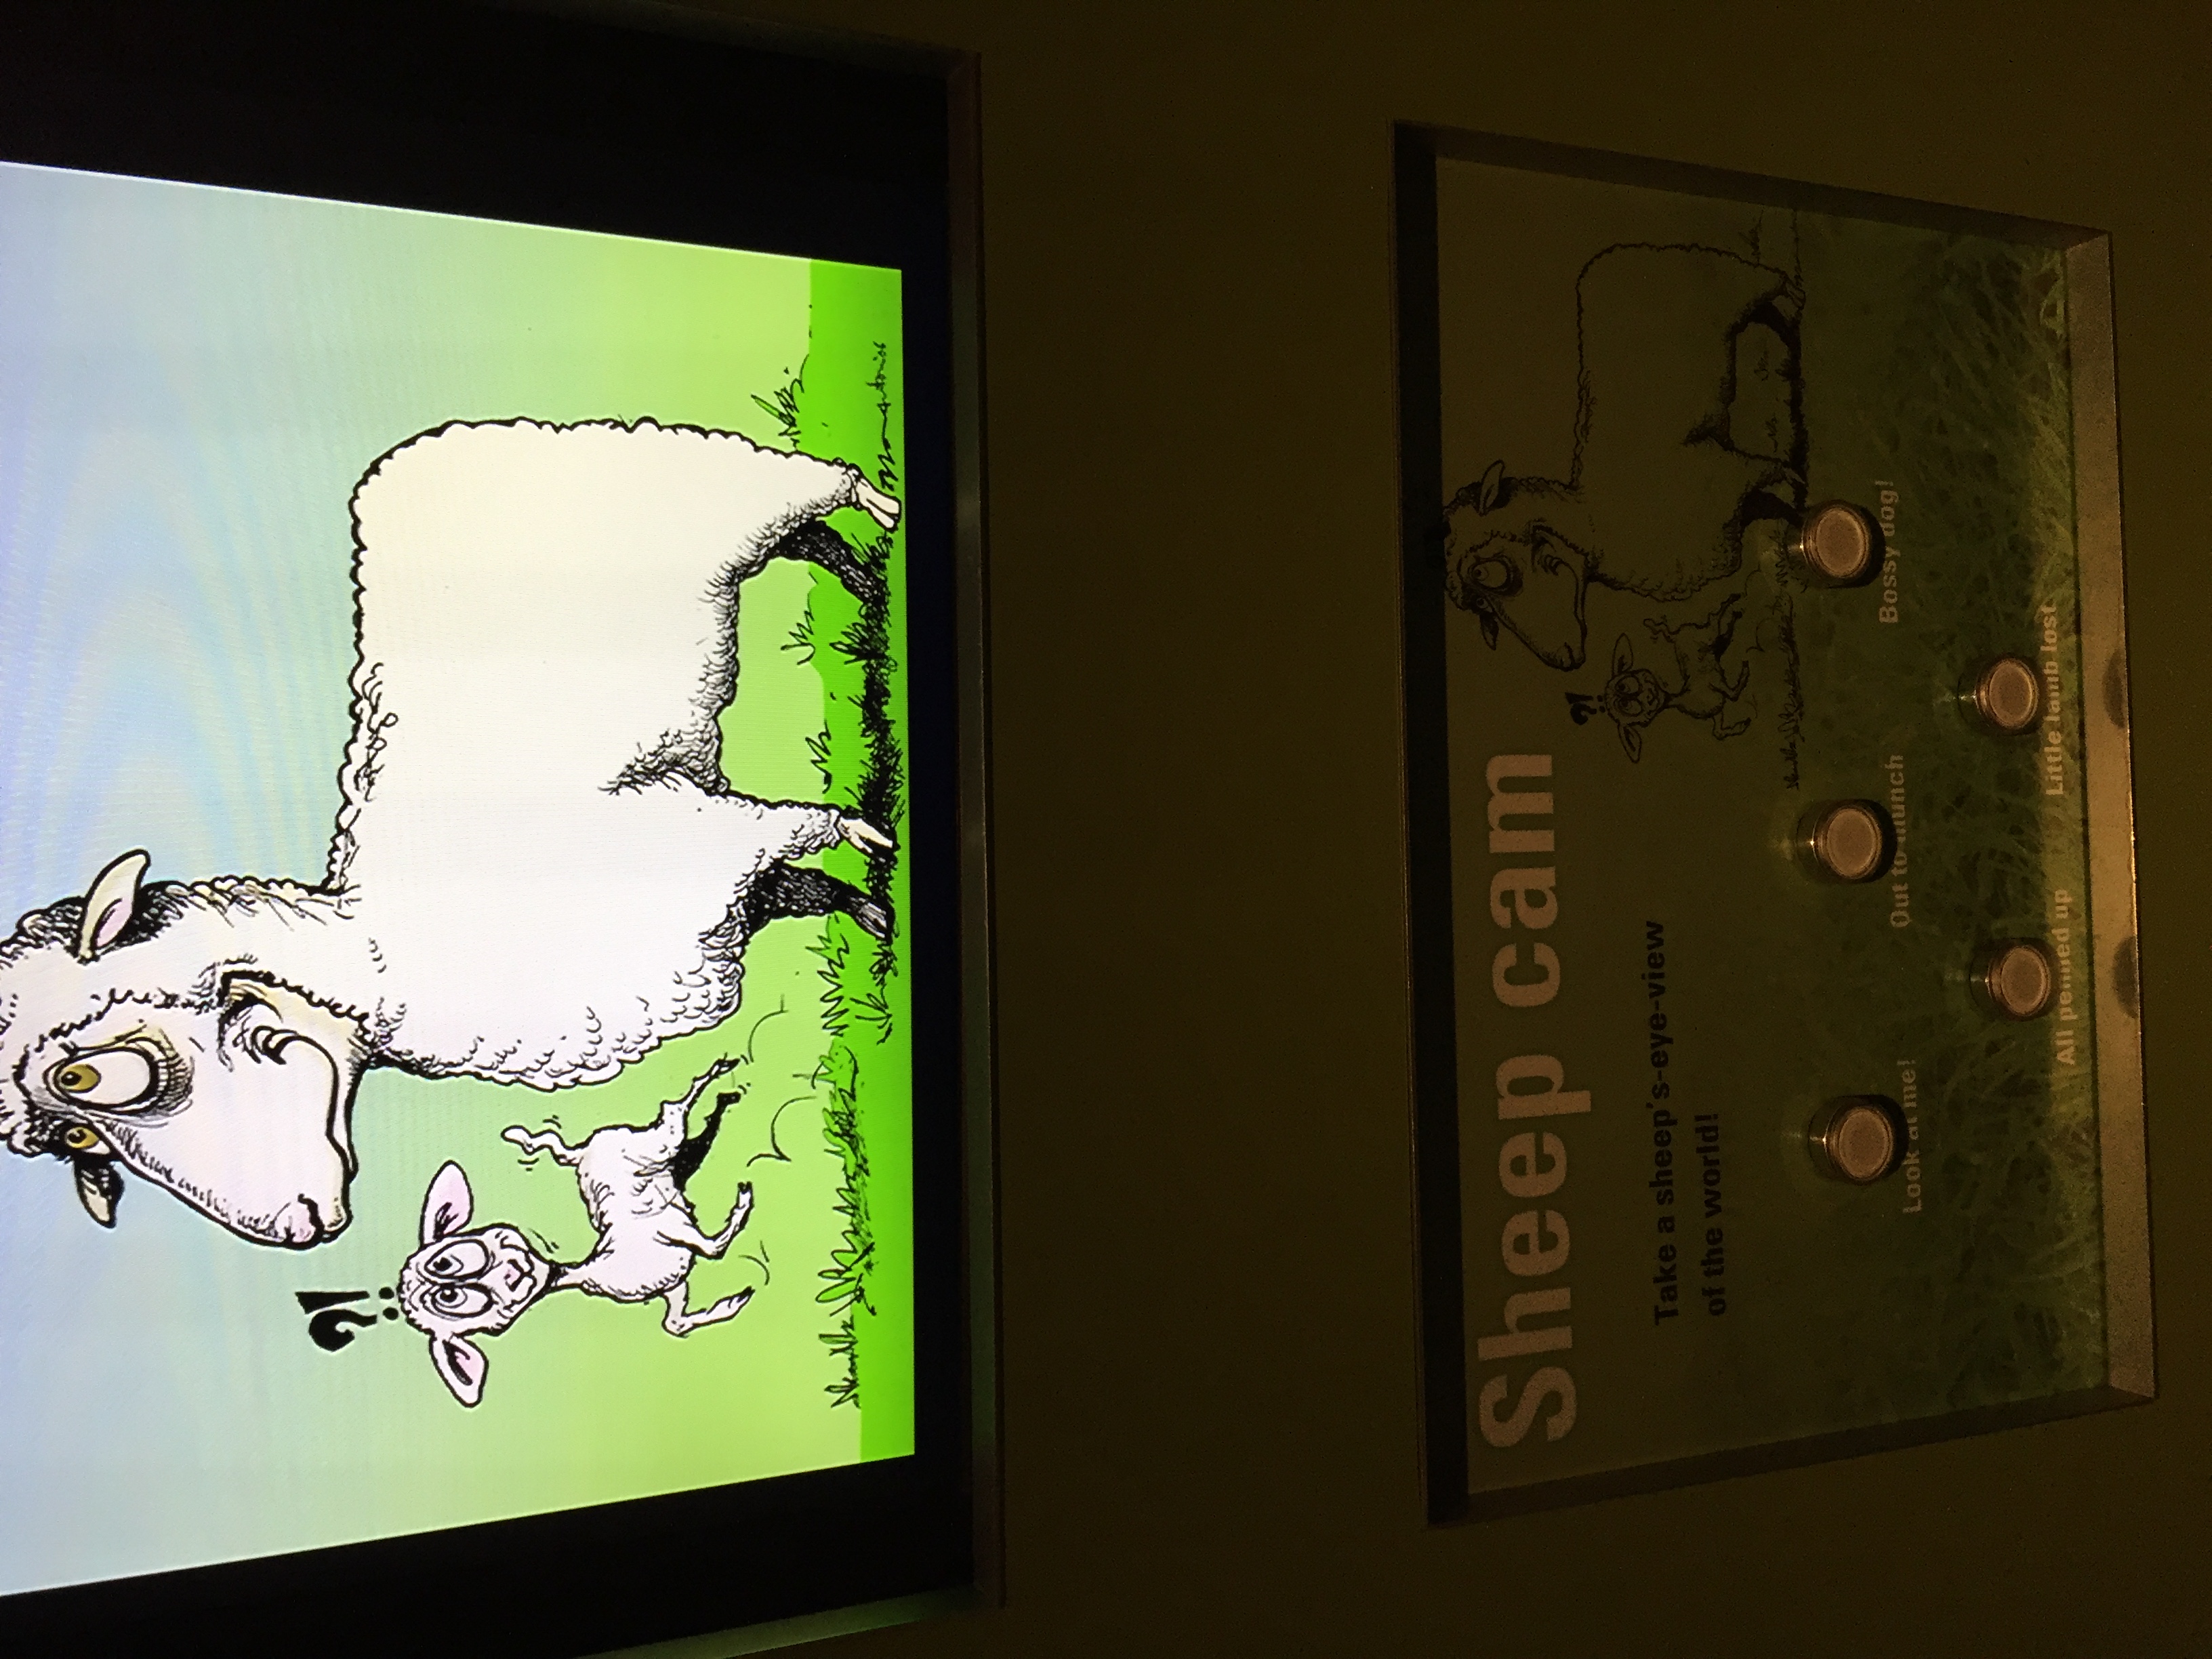 ?!
Sheep cam
?!
Take a sheep's-eye-view
of the world!
Look at me!
Out to munch
Bossy dog!
All penned up
Little lamb lost